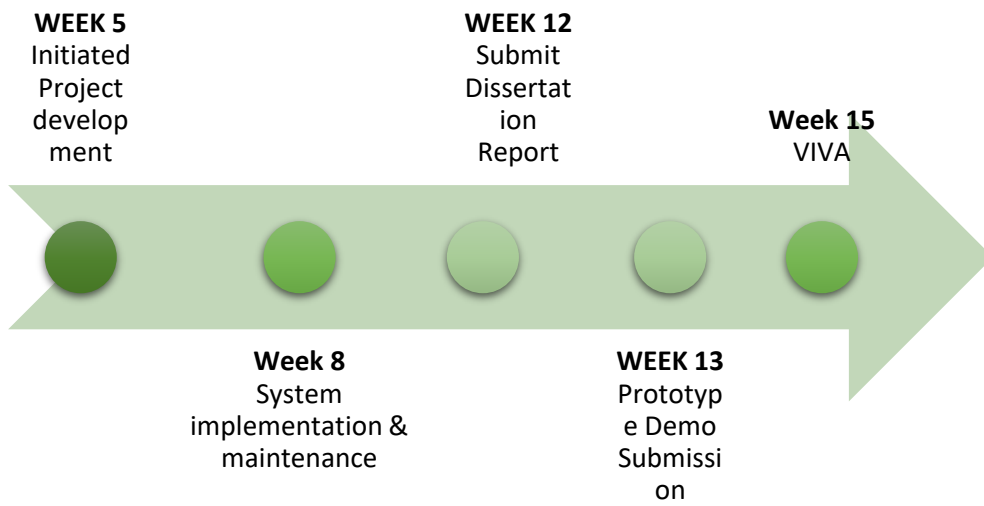 WEEK 5
Initiated
Project
develop
ment
WEEK 12
Submit
Dissertat
ion
Report
Week 15
VIVA
Week 8
System
implementation &
maintenance
WEEK 13
Prototyp
e Demo
Submissi
on